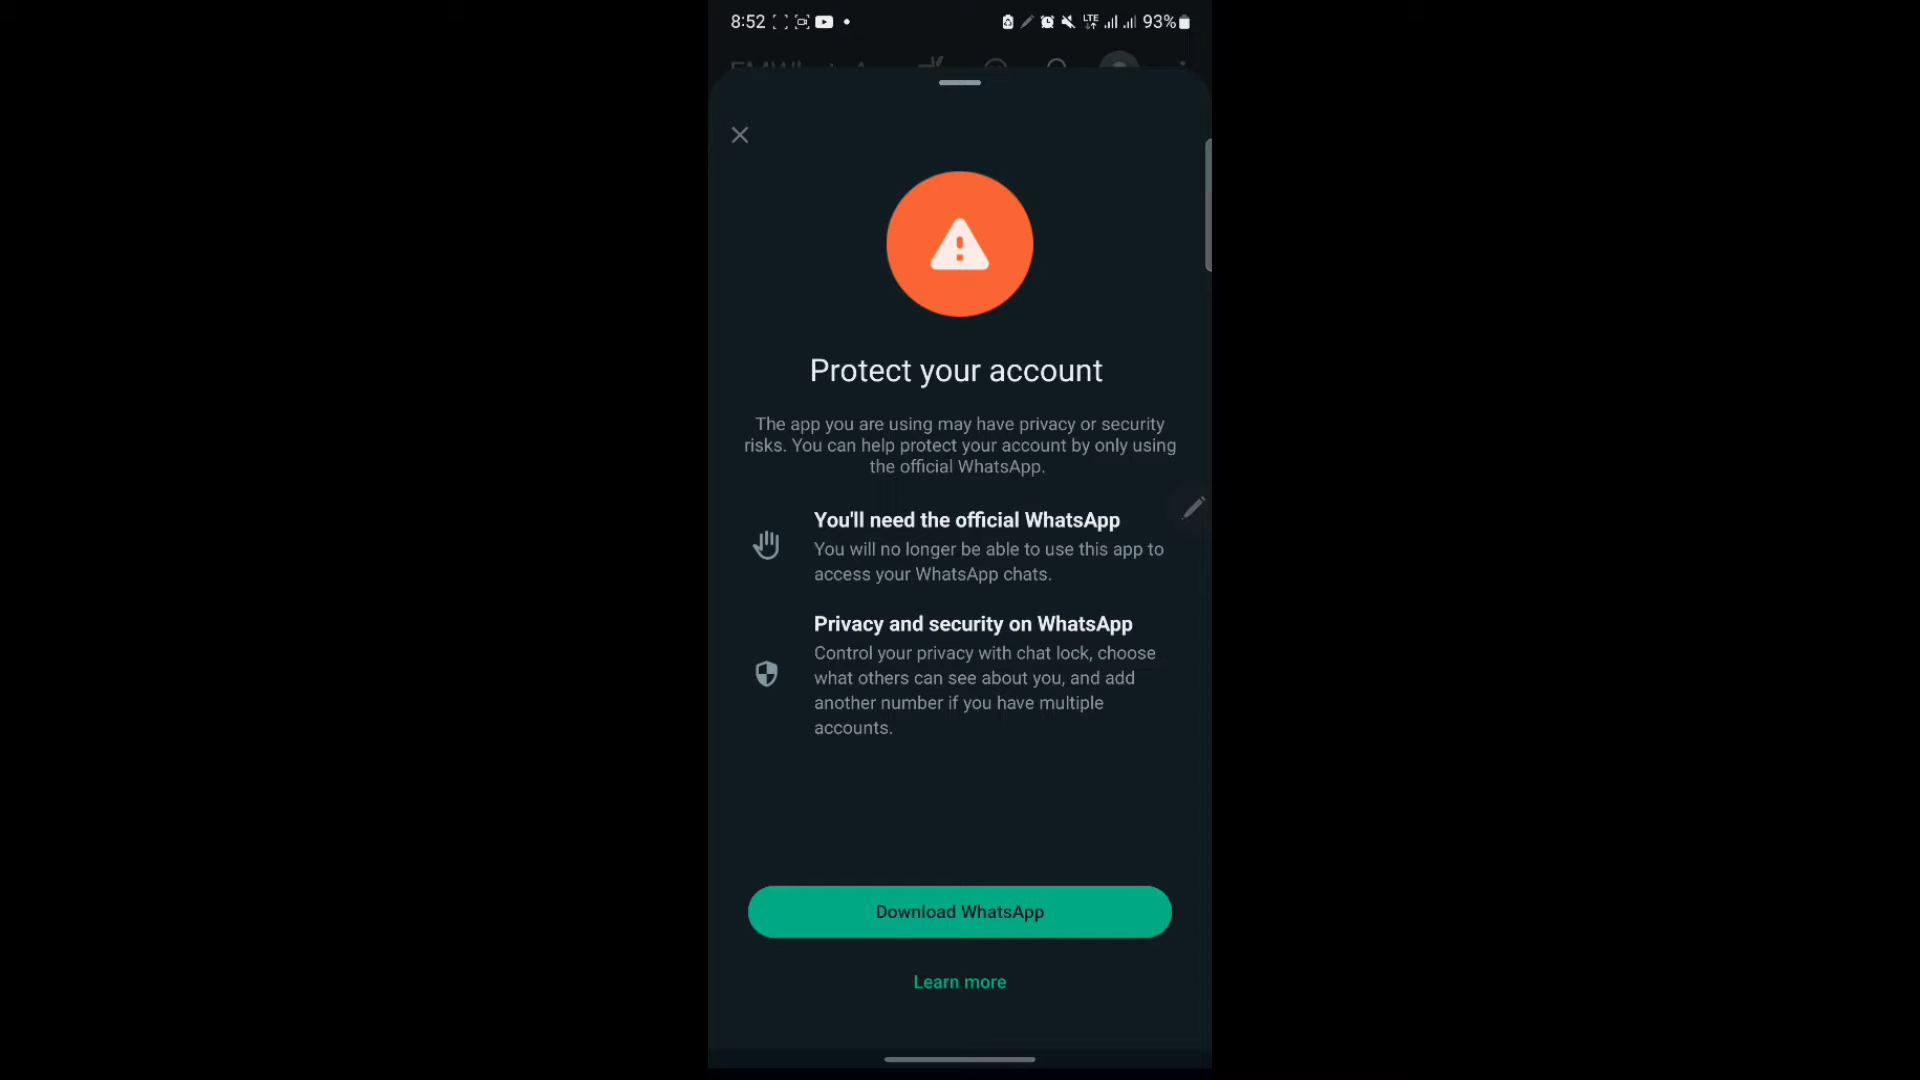 8:52
LTE
93%
Protect your account
The app you are using may have privacy or security
risks. You can help protect your account by only using
the official WhatsApp.
You'll need the official WhatsApp
You will no longer be able to use this app to
access your WhatsApp chats.
Privacy and security on WhatsApp
Control your privacy with chat lock, choose
what others can see about you, and add
another number if you have multiple
accounts.
Download WhatsApp
Learn more